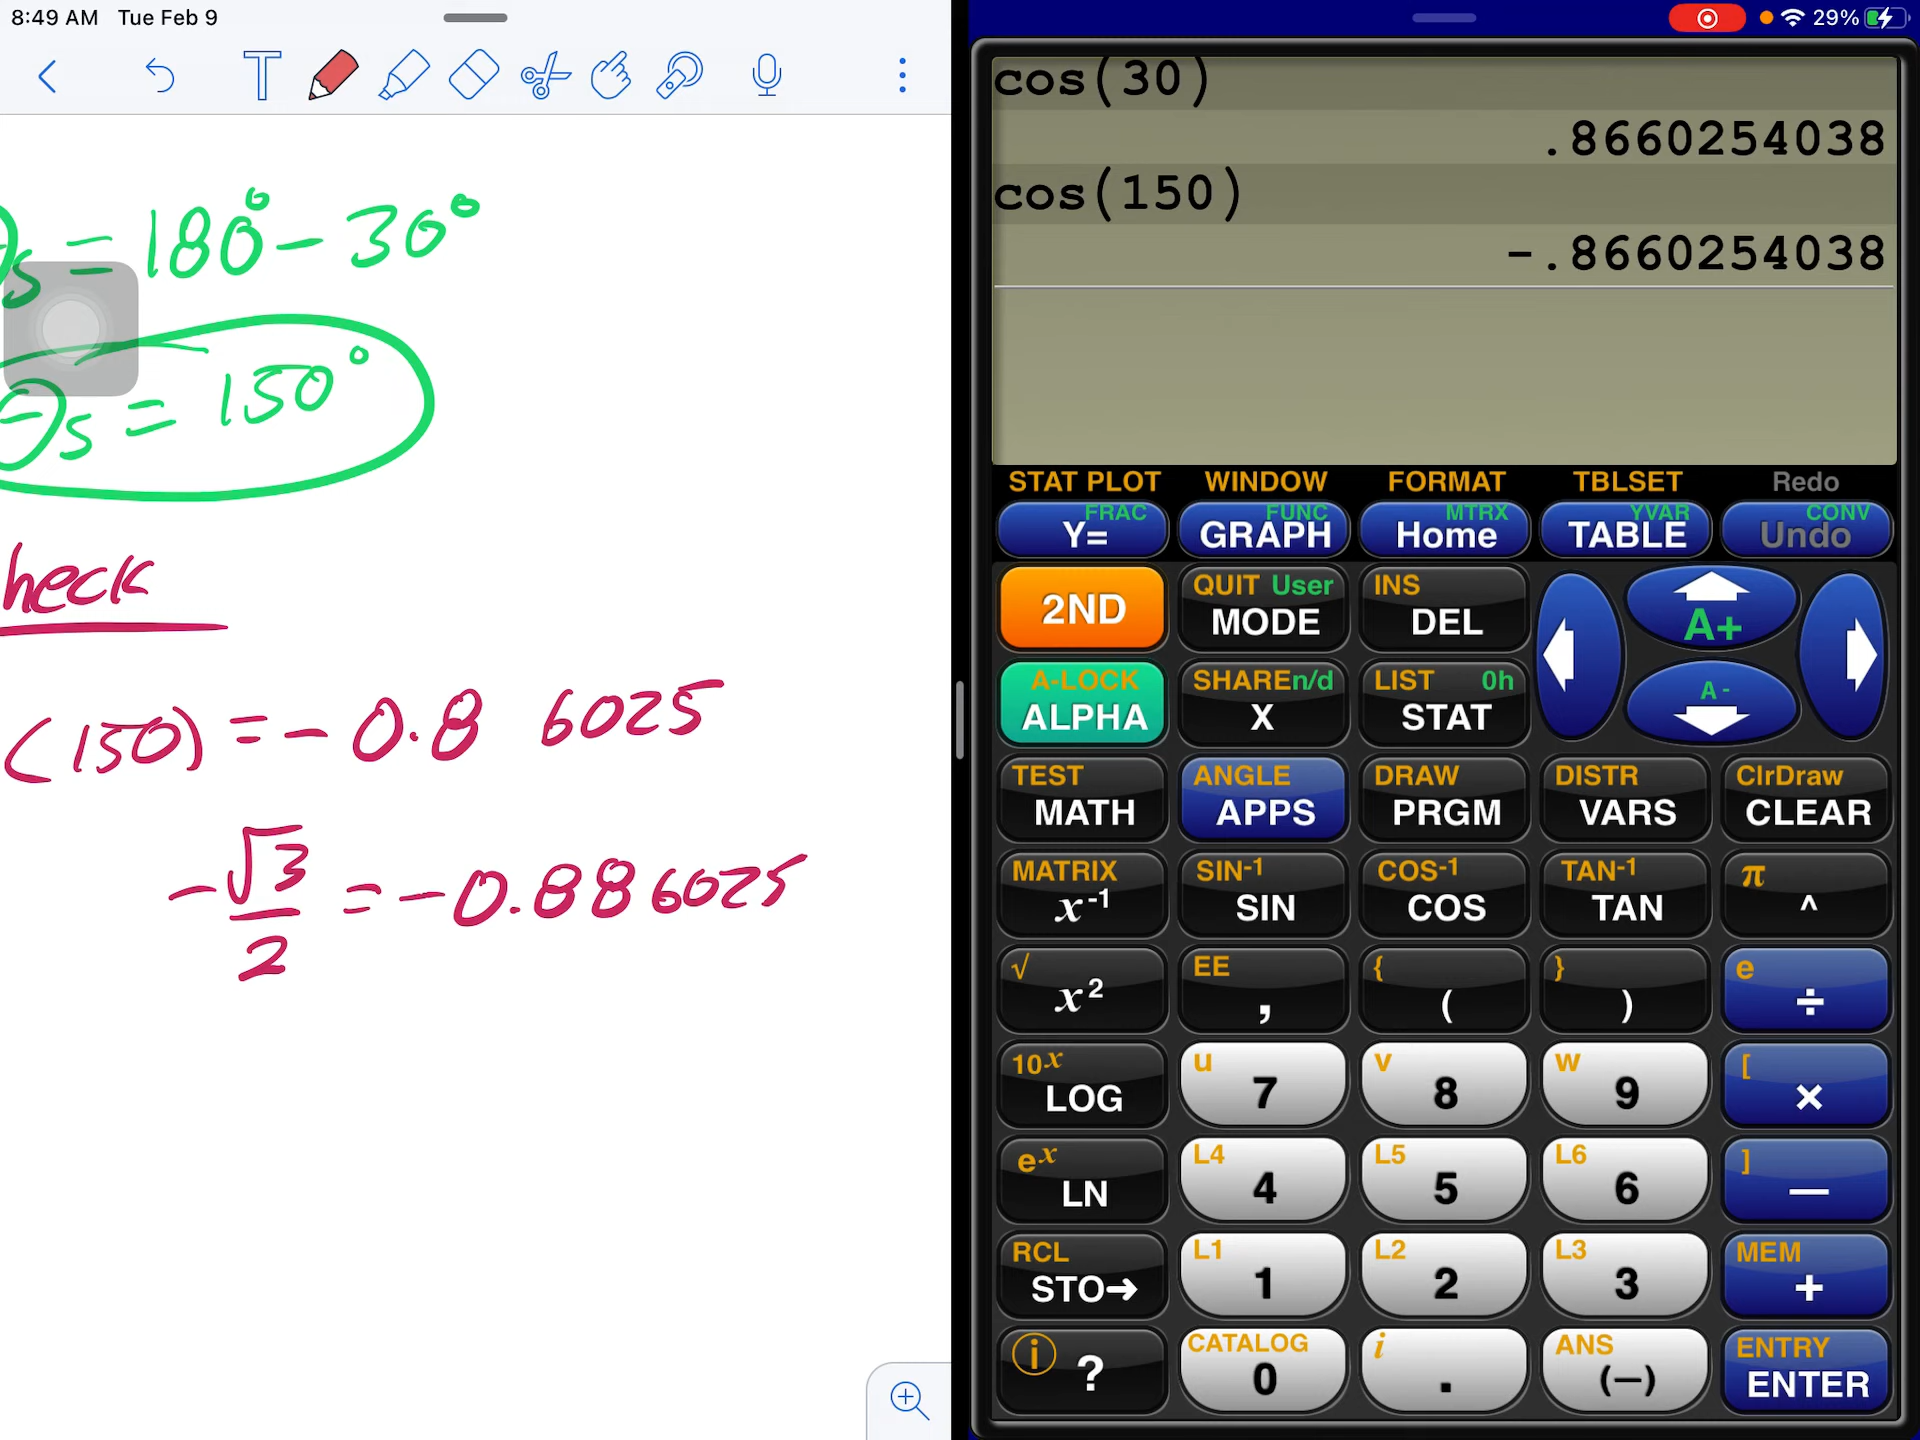 8:49 AM Tue Feb 9
29%
s = 180° - 30°
s = 150°
heck
(150) = - 0.8 6025
-√3/2 = - 0.886025
cos(30)
.8660254038
cos(150)
-.8660254038
STAT PLOT WINDOW FORMAT TBLSET Redo
FRAC FUNC MTRX YVAR CONV
Y= GRAPH Home TABLE Undo
QUIT User INS
2ND MODE DEL A+
A-LOCK SHARE n/d LIST 0h A-
ALPHA X STAT
TEST ANGLE DRAW DISTR ClrDraw
MATH APPS PRGM VARS CLEAR
MATRIX SIN-1 COS-1 TAN-1 π
x-1 SIN COS TAN ^
√ EE { } e
x2 , ( ) ÷
10x u v w [
LOG 7 8 9 ×
ex L4 L5 L6 ]
LN 4 5 6 —
RCL L1 L2 L3 MEM
STO→ 1 2 3 +
i CATALOG i ANS ENTRY
? 0 . (—) ENTER